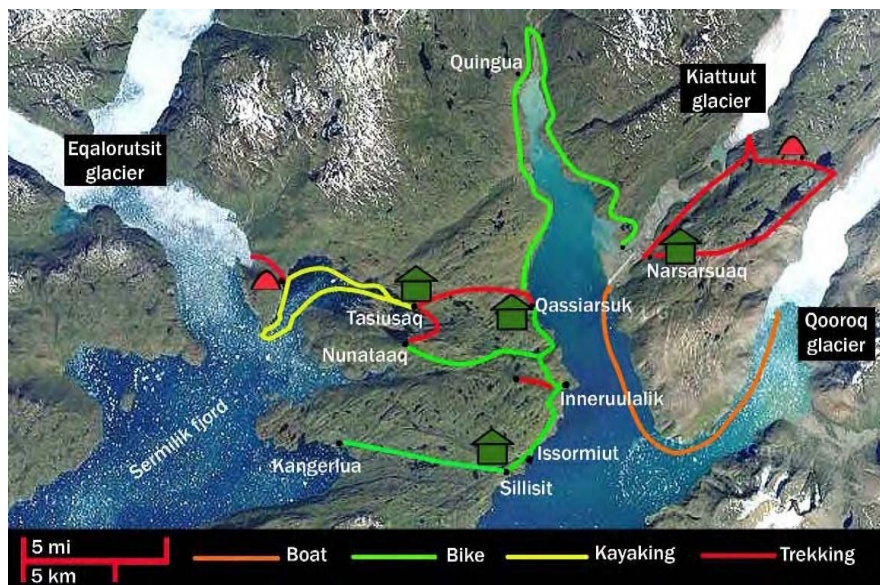 Quingua
Kiattuut
glacier
Eqalorutsit
glacier
Narsarsuaq
Tasiusaq
Qassiarsuk
Nunataaq
Qooroq
glacier
Inneruulalik
Sermilik fjord
Kangerlua
Issormiut
Sillisit
5 mi
5 km
Boat
Bike
Kayaking
Trekking